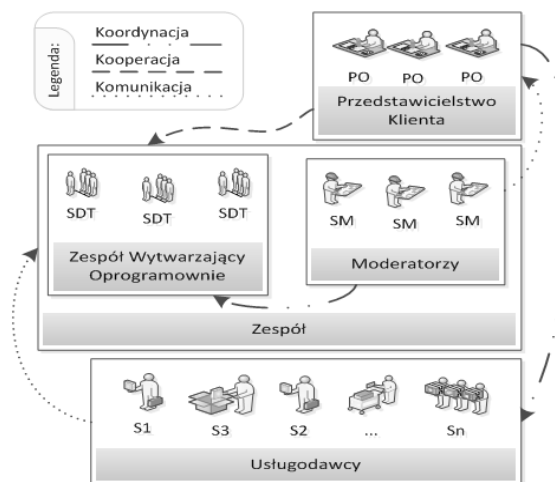 Legenda:
Koordynacja
Kooperacja
Komunikacja
PO
PO
PO
Przedstawicielstwo
Klienta
SDT
SDT
SDT
Zespół Wytwarzający
Oprogramownie
SM
SM
SM
Moderatorzy
Zespół
S1
S3
S2
...
Sn
Usługodawcy